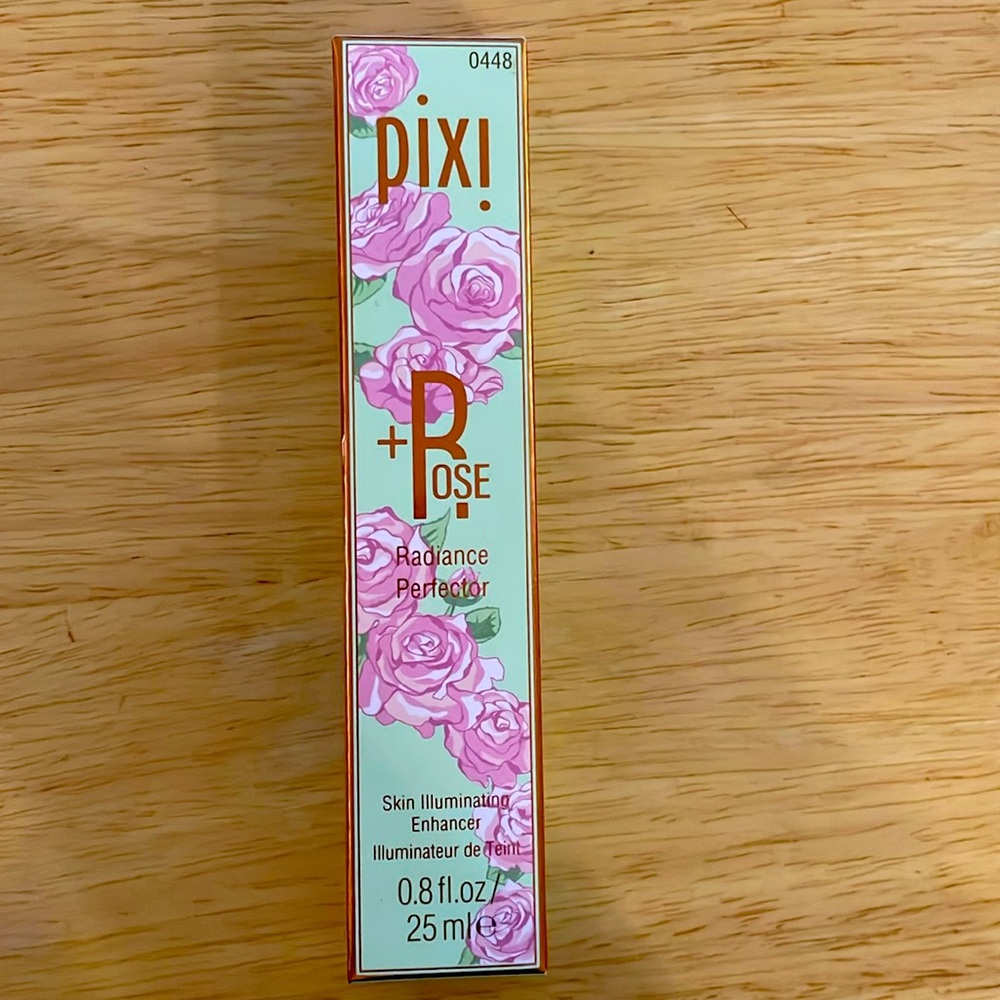 0448
pixi
+Rose
Radiance
Perfector
Skin Illuminating
Enhancer
Illuminateur de Teint
0.8 fl.oz/
25 ml ℮